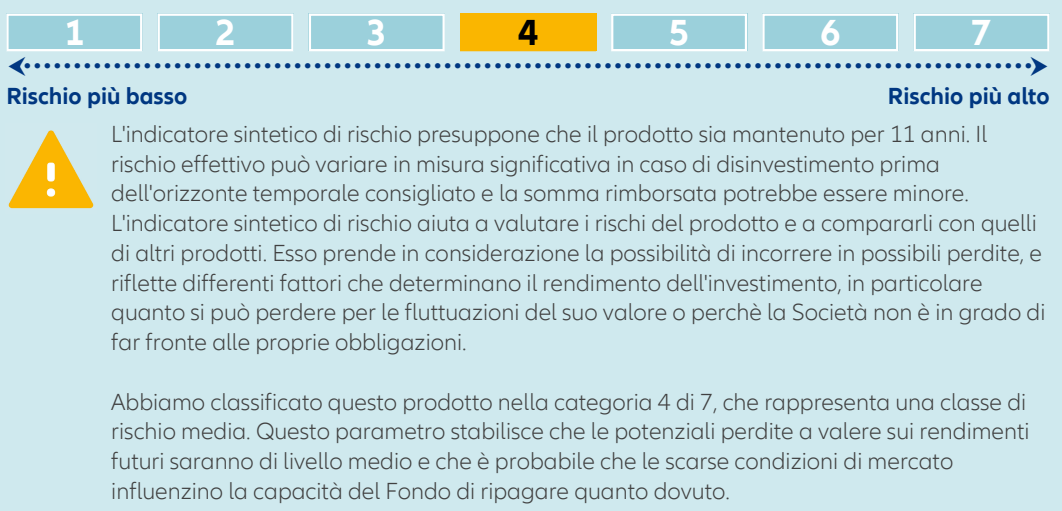 1 2 3 4 5 6 7
Rischio più basso Rischio più alto
L'indicatore sintetico di rischio presuppone che il prodotto sia mantenuto per 11 anni. Il
rischio effettivo può variare in misura significativa in caso di disinvestimento prima
dell'orizzonte temporale consigliato e la somma rimborsata potrebbe essere minore.
L'indicatore sintetico di rischio aiuta a valutare i rischi del prodotto e a compararli con quelli
di altri prodotti. Esso prende in considerazione la possibilità di incorrere in possibili perdite, e
riflette differenti fattori che determinano il rendimento dell'investimento, in particolare
quanto si può perdere per le fluttuazioni del suo valore o perchè la Società non è in grado di
far fronte alle proprie obbligazioni.
Abbiamo classificato questo prodotto nella categoria 4 di 7, che rappresenta una classe di
rischio media. Questo parametro stabilisce che le potenziali perdite a valere sui rendimenti
futuri saranno di livello medio e che è probabile che le scarse condizioni di mercato
influenzino la capacità del Fondo di ripagare quanto dovuto.